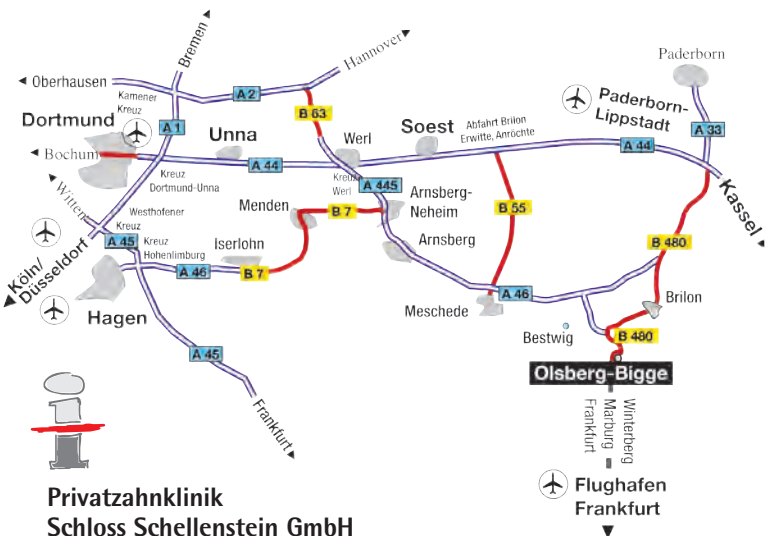 Bremen
Hannover
Oberhausen
Kamener
Kreuz
A 2
B 63
Paderborn
Dortmund
A 1
Unna
Werl
Soest
Abfahrt Brilon
Erwitte, Anröchte
Paderborn-
Lippstadt
A 33
Bochum
A 44
A 44
Kreuz
Dortmund-Unna
Kreuz
Werl
A 445
Kassel
Witten
Westhofener
Kreuz
Menden
B 7
Arnsberg-
Neheim
B 55
A 45
Kreuz
Hohenlimburg
Iserlohn
Arnsberg
B 480
Köln/
Düsseldorf
A 46
B 7
Hagen
Meschede
A 46
Brilon
Bestwig
B 480
A 45
Olsberg-Bigge
Frankfurt
Winterberg
Marburg
Frankfurt
Flughafen
Frankfurt
Privatzahnklinik
Schloss Schellenstein GmbH